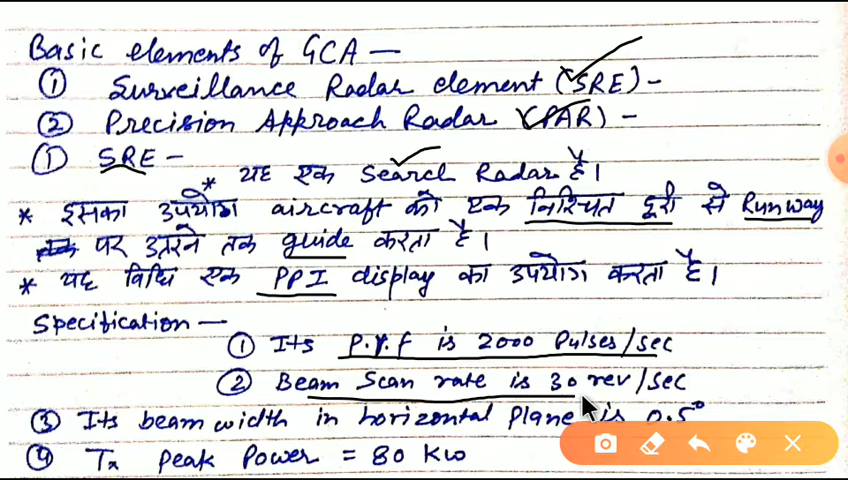 Basic elements of GCA —
① Surveillance Radar element (SRE) -
② Precision Approach Radar (PAR) -
① SRE -
* यह एक Search Radar है।
* इसका उपयोग aircraft को एक निश्चित दूरी से Runway
पर उतरने तक guide करता है।
* यह विधि एक PPI display का उपयोग करता है।
Specification —
① Its P.r.f is 2000 Pulses/sec
② Beam Scan rate is 30 rev/sec
③ Its beam width in horizontal Plane is 0.5°
④ Tx Peak Power = 80 Kw